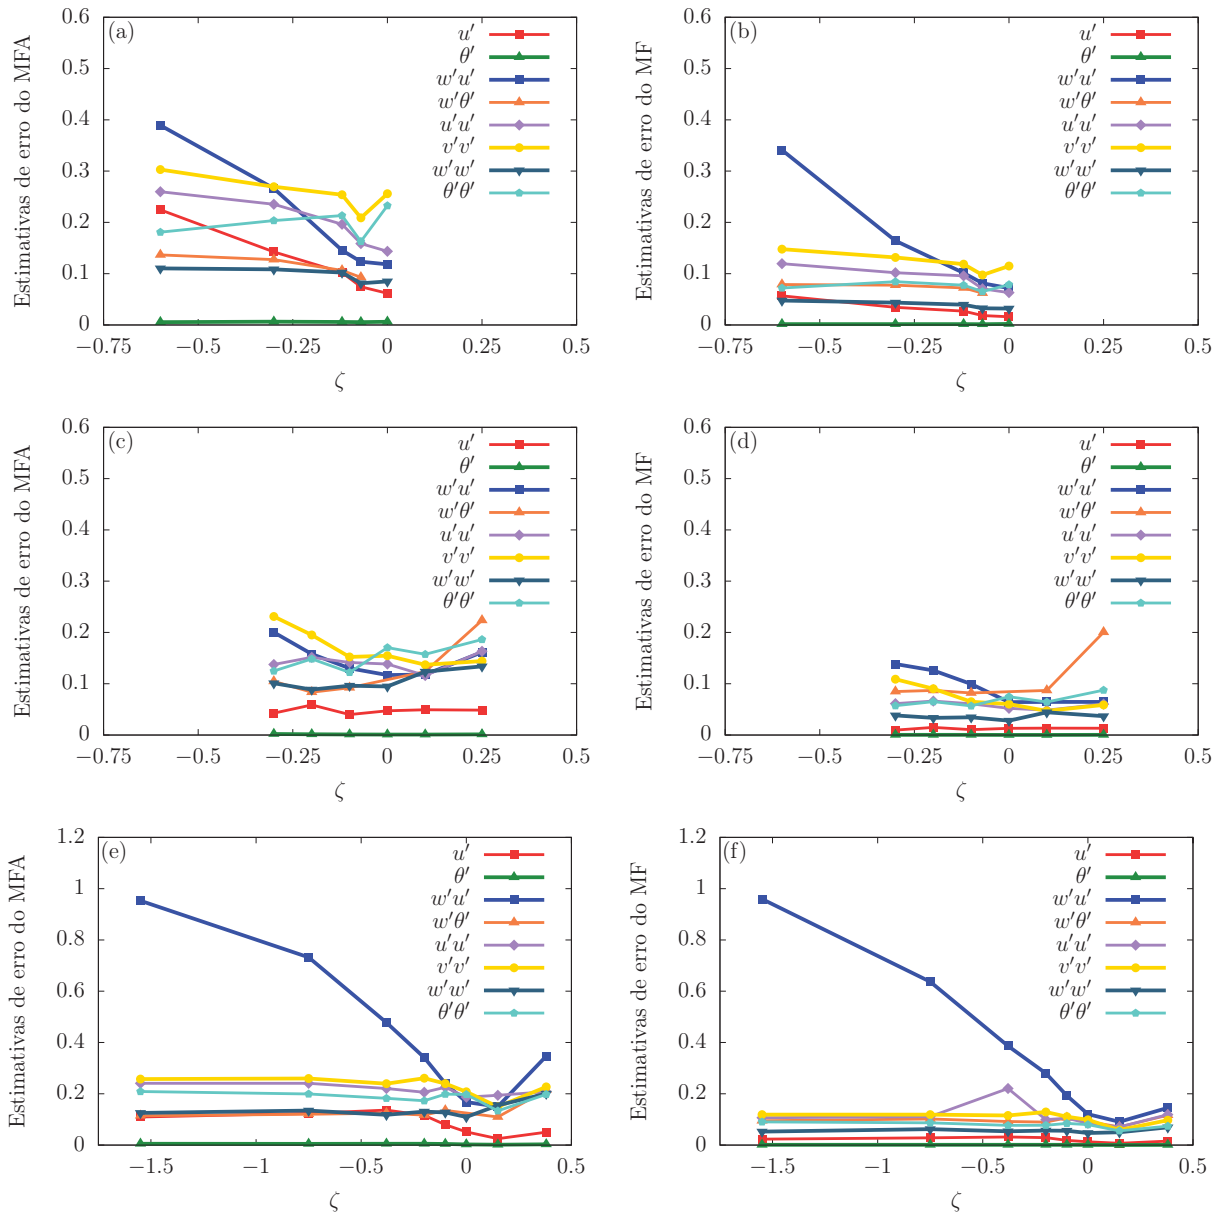 Estimativas de erro do MFA
0.6
0.5
0.4
0.3
0.2
0.1
0
(a)
u′
θ′
w′u′
w′θ′
u′u′
v′v′
w′w′
θ′θ′
−0.75
−0.5
−0.25
0
0.25
0.5
ζ
Estimativas de erro do MF
0.6
0.5
0.4
0.3
0.2
0.1
0
(b)
u′
θ′
w′u′
w′θ′
u′u′
v′v′
w′w′
θ′θ′
−0.75
−0.5
−0.25
0
0.25
0.5
ζ
Estimativas de erro do MFA
0.6
0.5
0.4
0.3
0.2
0.1
0
(c)
u′
θ′
w′u′
w′θ′
u′u′
v′v′
w′w′
θ′θ′
−0.75
−0.5
−0.25
0
0.25
0.5
ζ
Estimativas de erro do MF
0.6
0.5
0.4
0.3
0.2
0.1
0
(d)
u′
θ′
w′u′
w′θ′
u′u′
v′v′
w′w′
θ′θ′
−0.75
−0.5
−0.25
0
0.25
0.5
ζ
Estimativas de erro do MFA
1.2
1
0.8
0.6
0.4
0.2
0
(e)
u′
θ′
w′u′
w′θ′
u′u′
v′v′
w′w′
θ′θ′
−1.5
−1
−0.5
0
0.5
ζ
Estimativas de erro do MF
1.2
1
0.8
0.6
0.4
0.2
0
(f)
u′
θ′
w′u′
w′θ′
u′u′
v′v′
w′w′
θ′θ′
−1.5
−1
−0.5
0
0.5
ζ